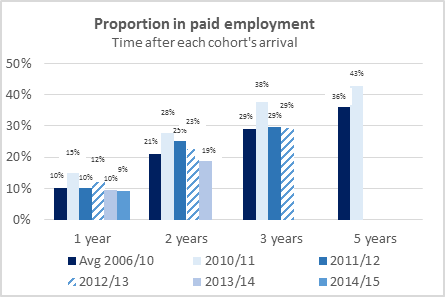 Proportion in paid employment
Time after each cohort's arrival
50%
40%
30%
20%
10%
0%
10% 15% 10% 12% 10% 9%
21% 28% 25% 23% 19%
29% 38% 29% 29%
36% 43%
1 year 2 years 3 years 5 years
Avg 2006/10 2010/11 2011/12
2012/13 2013/14 2014/15